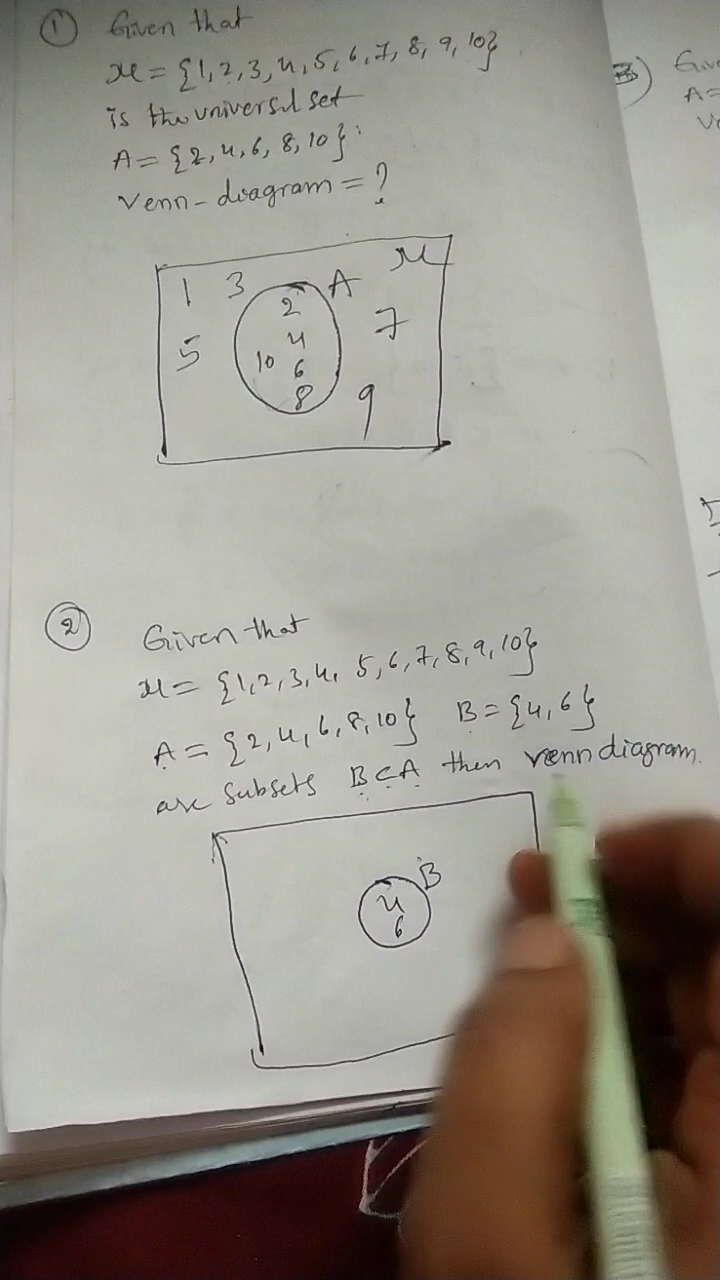 ① Given that
μ = {1, 2, 3, 4, 5, 6, 7, 8, 9, 10}
is the universal set
A = {2, 4, 6, 8, 10}
Venn-diagram = ?
μ
1 3 A
2
7
5 4
10 6
8 9
② Given that
μ = {1, 2, 3, 4, 5, 6, 7, 8, 9, 10}
A = {2, 4, 6, 8, 10} B = {4, 6}
are subsets B⊂A then venn diagram.
B
4
6
3) Give
A=